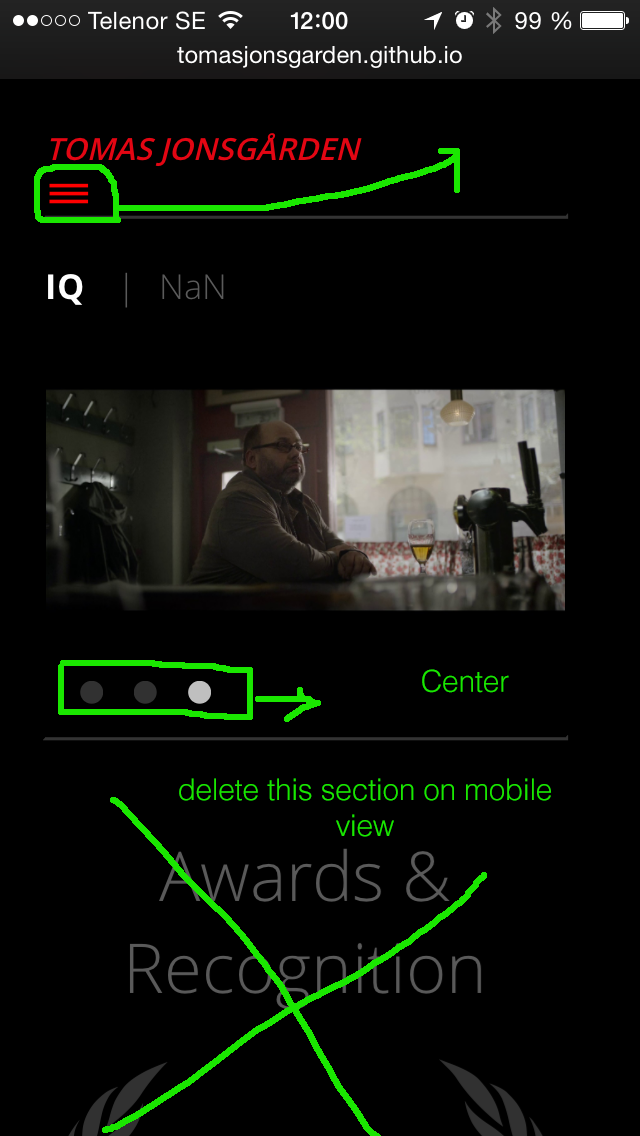 Telenor SE 12:00 99 %
tomasjonsgarden.github.io
TOMAS JONSGÅRDEN
IQ | NaN
Center
delete this section on mobile
view
Awards &
Recognition